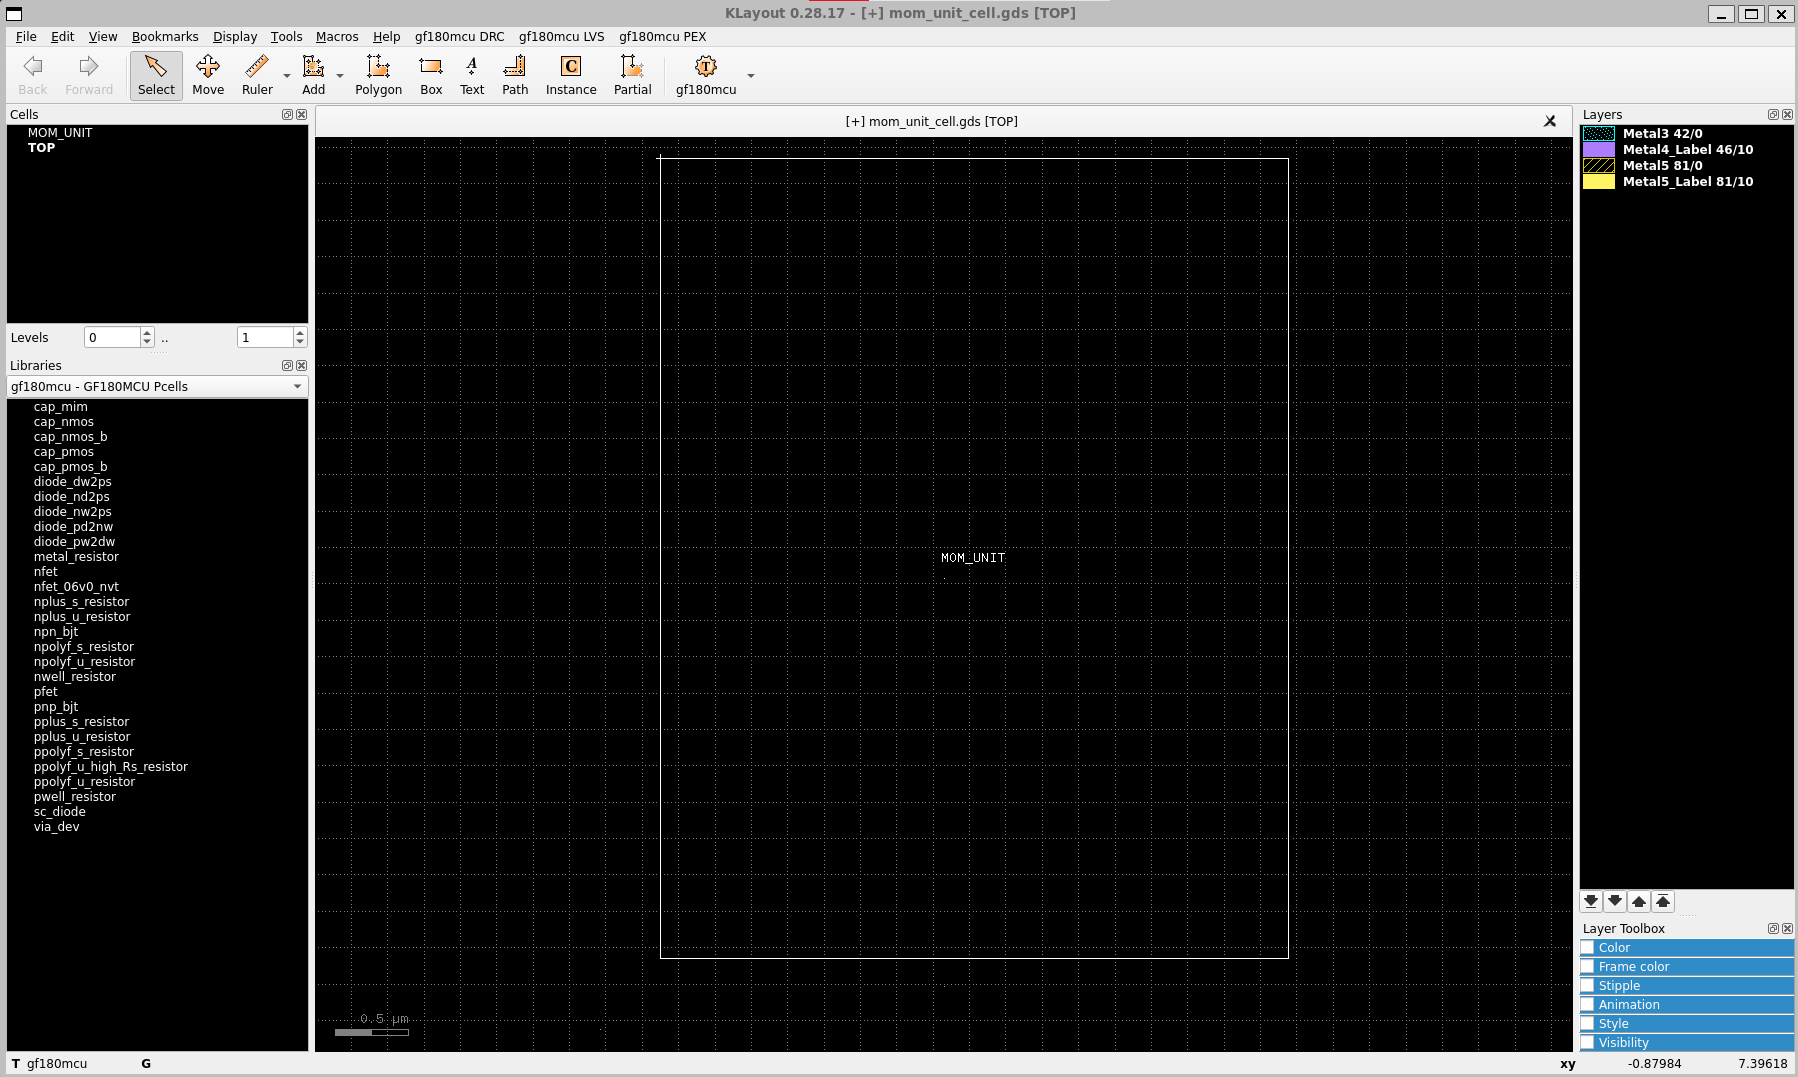 KLayout 0.28.17 - [+] mom_unit_cell.gds [TOP]
File Edit View Bookmarks Display Tools Macros Help gf180mcu DRC gf180mcu LVS gf180mcu PEX
Back Forward Select Move Ruler Add Polygon Box Text Path Instance Partial gf180mcu
Cells
MOM_UNIT
TOP
Levels 0 .. 1
Libraries
gf180mcu - GF180MCU Pcells
cap_mim
cap_nmos
cap_nmos_b
cap_pmos
cap_pmos_b
diode_dw2ps
diode_nd2ps
diode_nw2ps
diode_pd2nw
diode_pw2dw
metal_resistor
nfet
nfet_06v0_nvt
nplus_s_resistor
nplus_u_resistor
npn_bjt
npolyf_s_resistor
npolyf_u_resistor
nwell_resistor
pfet
pnp_bjt
pplus_s_resistor
pplus_u_resistor
ppolyf_s_resistor
ppolyf_u_high_Rs_resistor
ppolyf_u_resistor
pwell_resistor
sc_diode
via_dev
[+] mom_unit_cell.gds [TOP]
MOM_UNIT
0.5 µm
Layers
Metal3 42/0
Metal4_Label 46/10
Metal5 81/0
Metal5_Label 81/10
Layer Toolbox
Color
Frame color
Stipple
Animation
Style
Visibility
T gf180mcu G xy -0.87984 7.39618